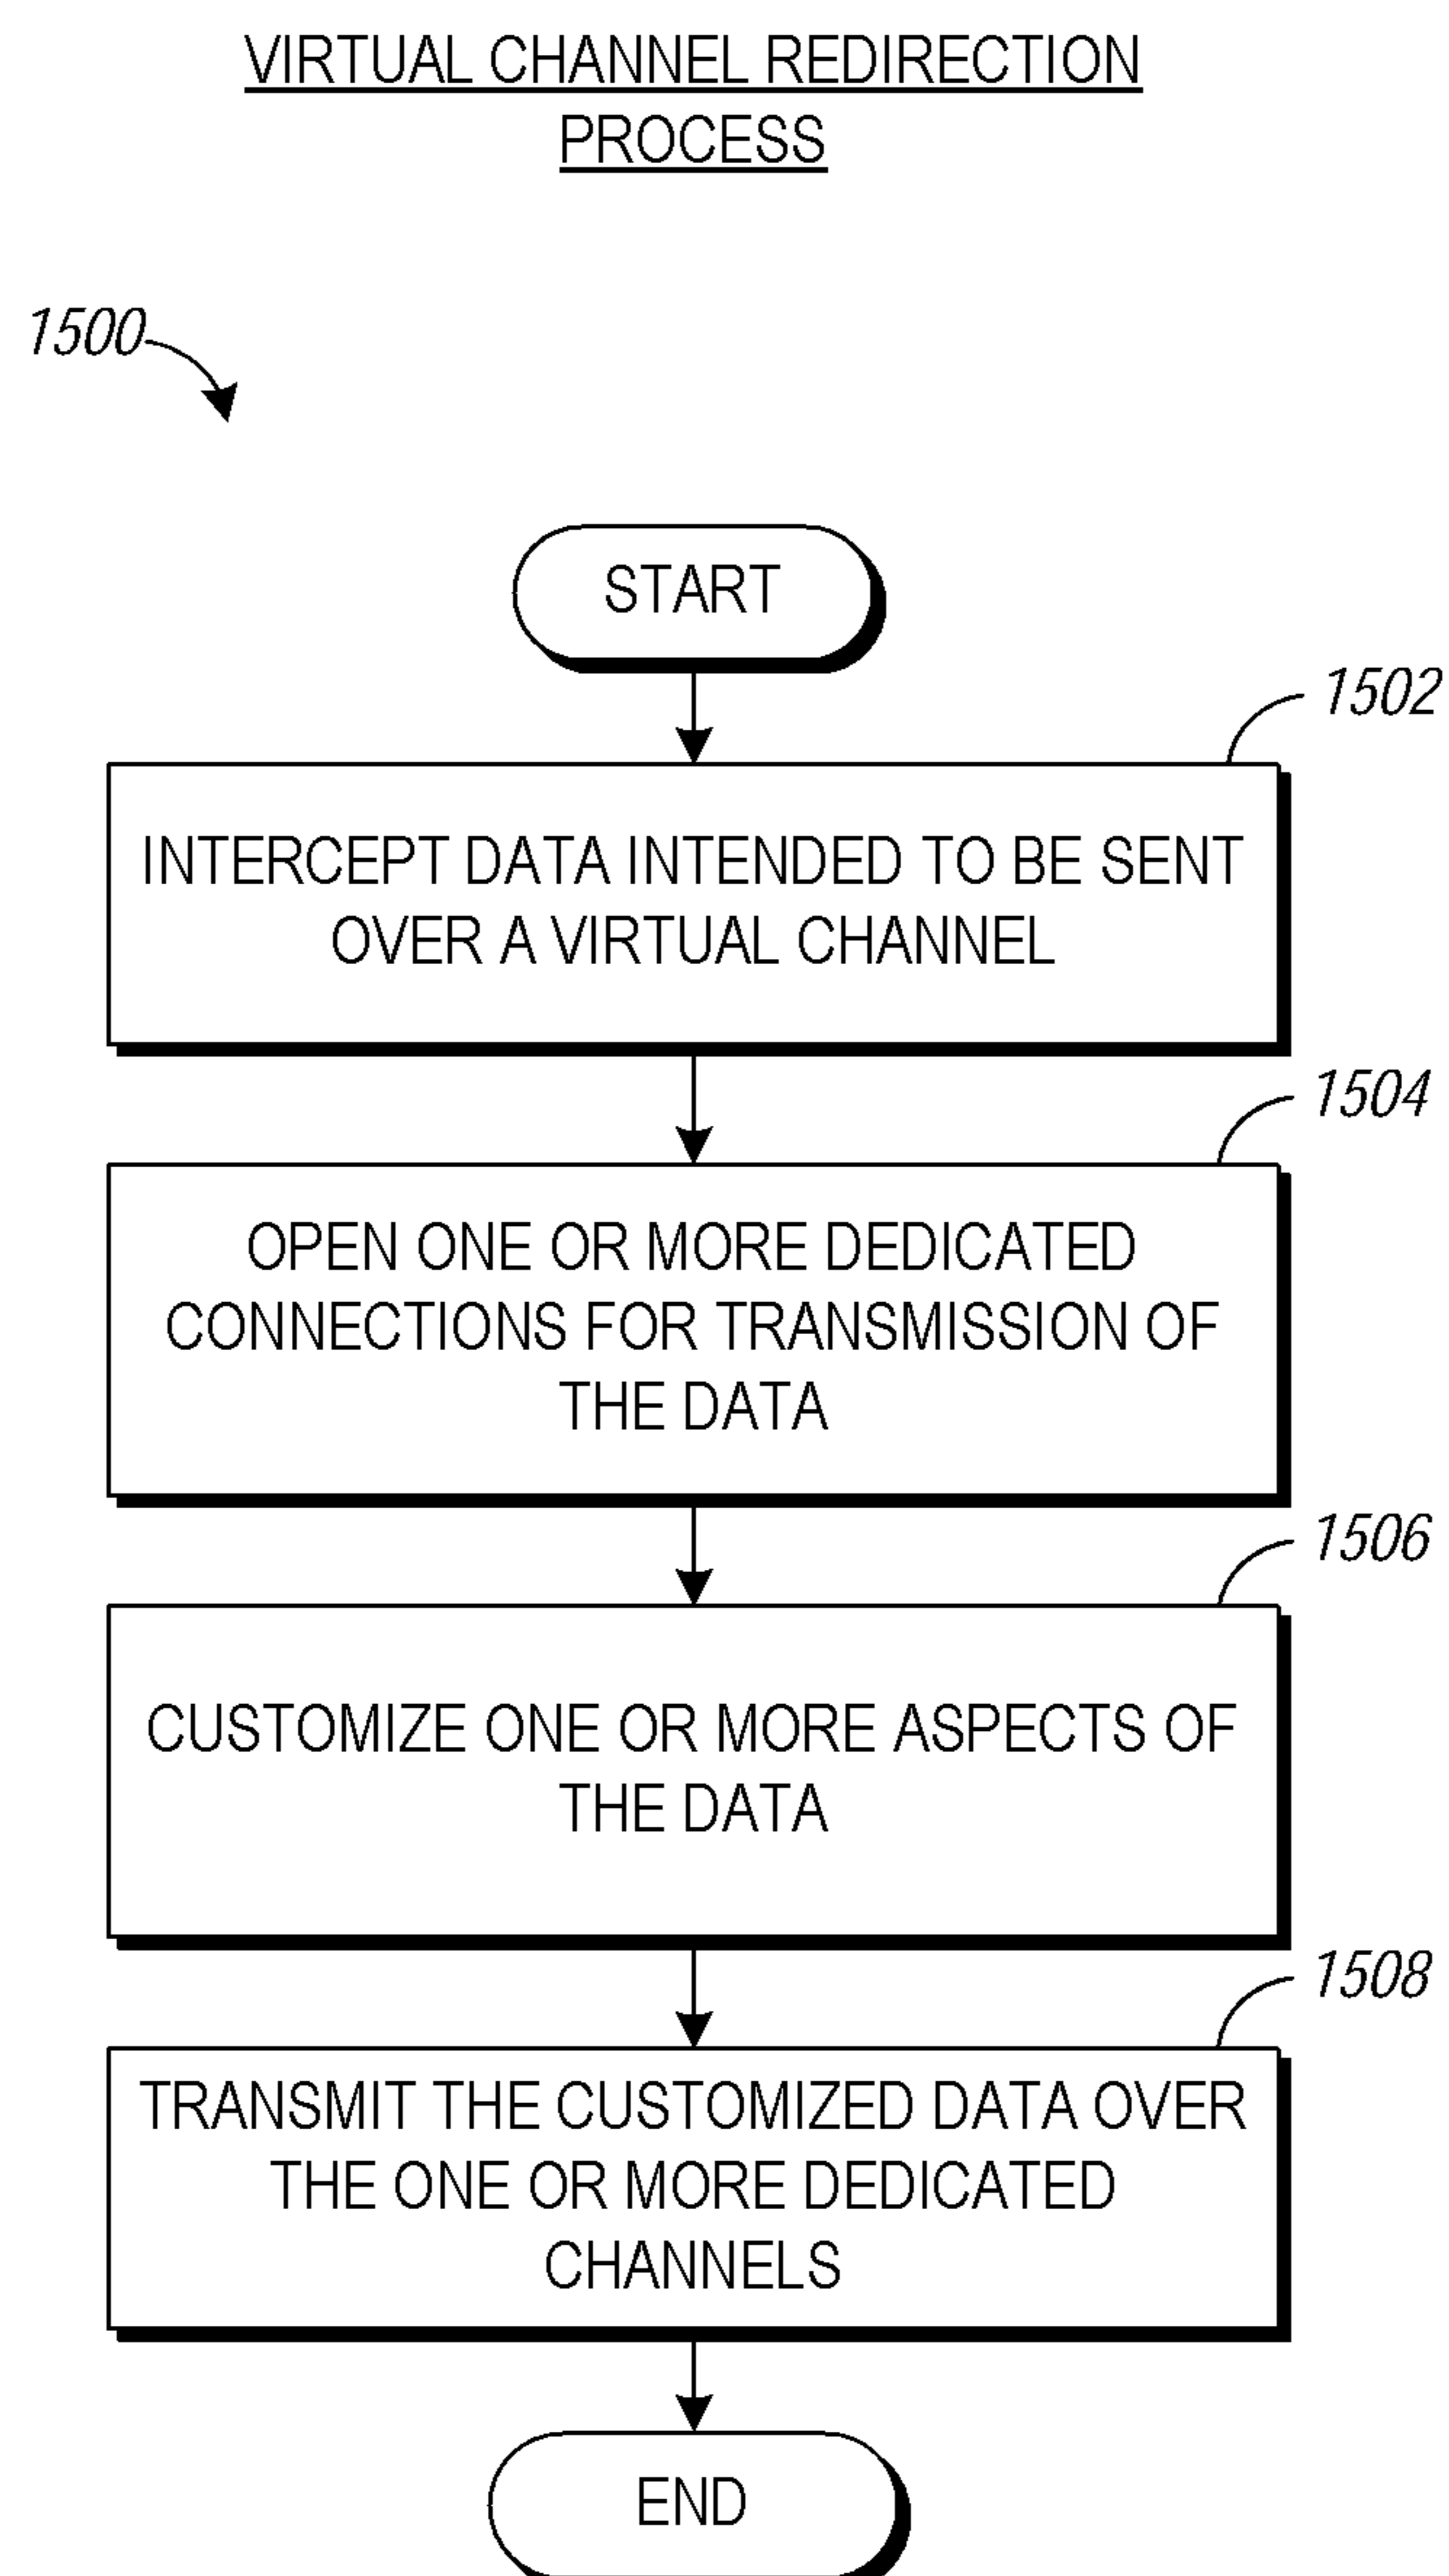 VIRTUAL CHANNEL REDIRECTION
PROCESS
1500
START
1502
INTERCEPT DATA INTENDED TO BE SENT
OVER A VIRTUAL CHANNEL
1504
OPEN ONE OR MORE DEDICATED
CONNECTIONS FOR TRANSMISSION OF
THE DATA
1506
CUSTOMIZE ONE OR MORE ASPECTS OF
THE DATA
1508
TRANSMIT THE CUSTOMIZED DATA OVER
THE ONE OR MORE DEDICATED
CHANNELS
END